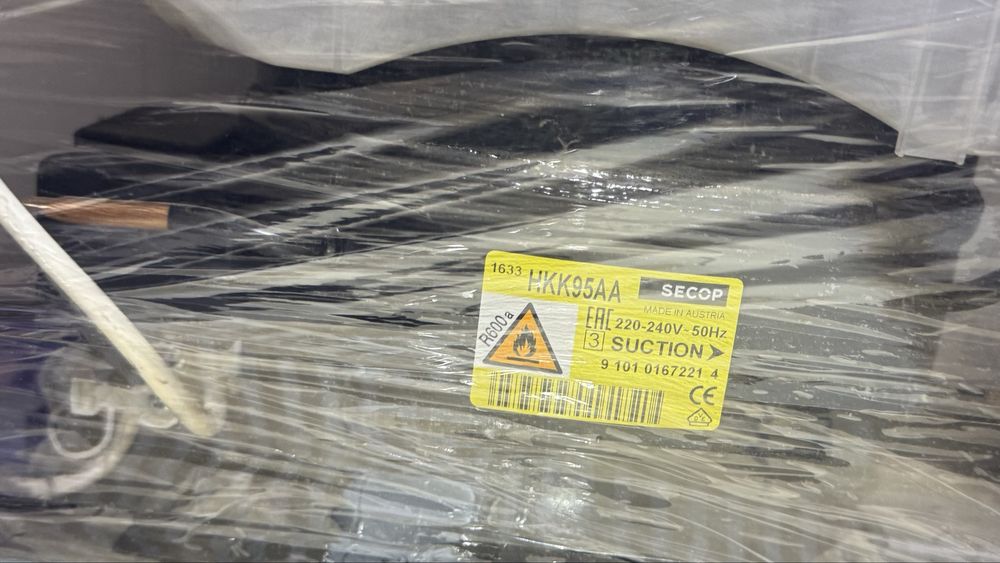 1633 HKK95AA SECOP
MADE IN AUSTRIA
R600a
EAC 220-240V~50Hz
3 SUCTION
9 101 0167221 4
CE